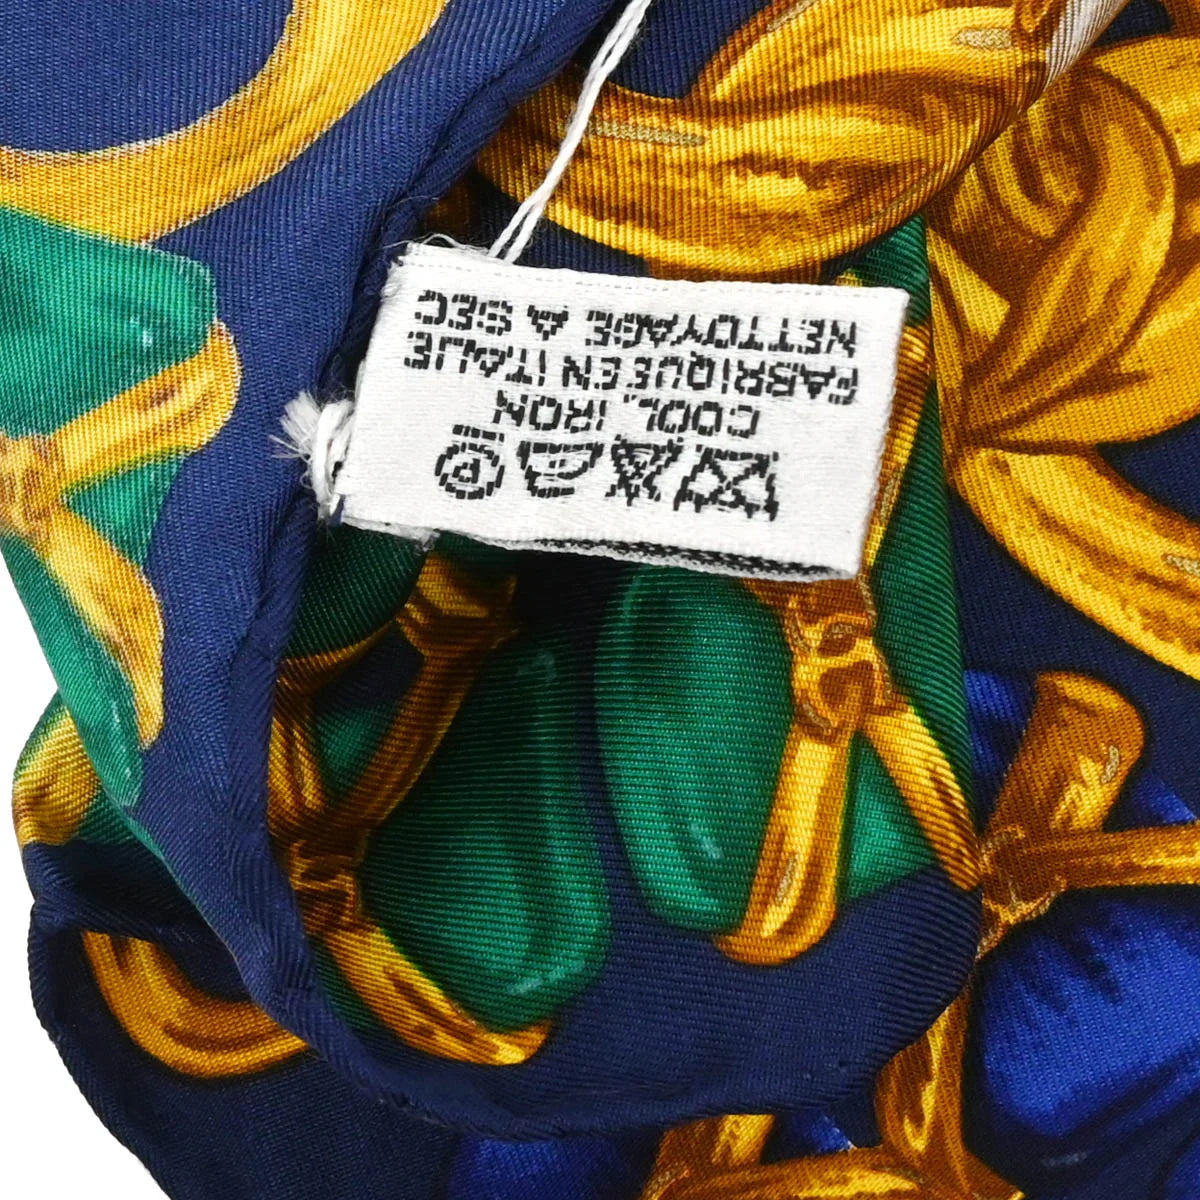 P
COOL, IRON
FABRIQUE EN ITALIE
NETTOYAGE A SEC